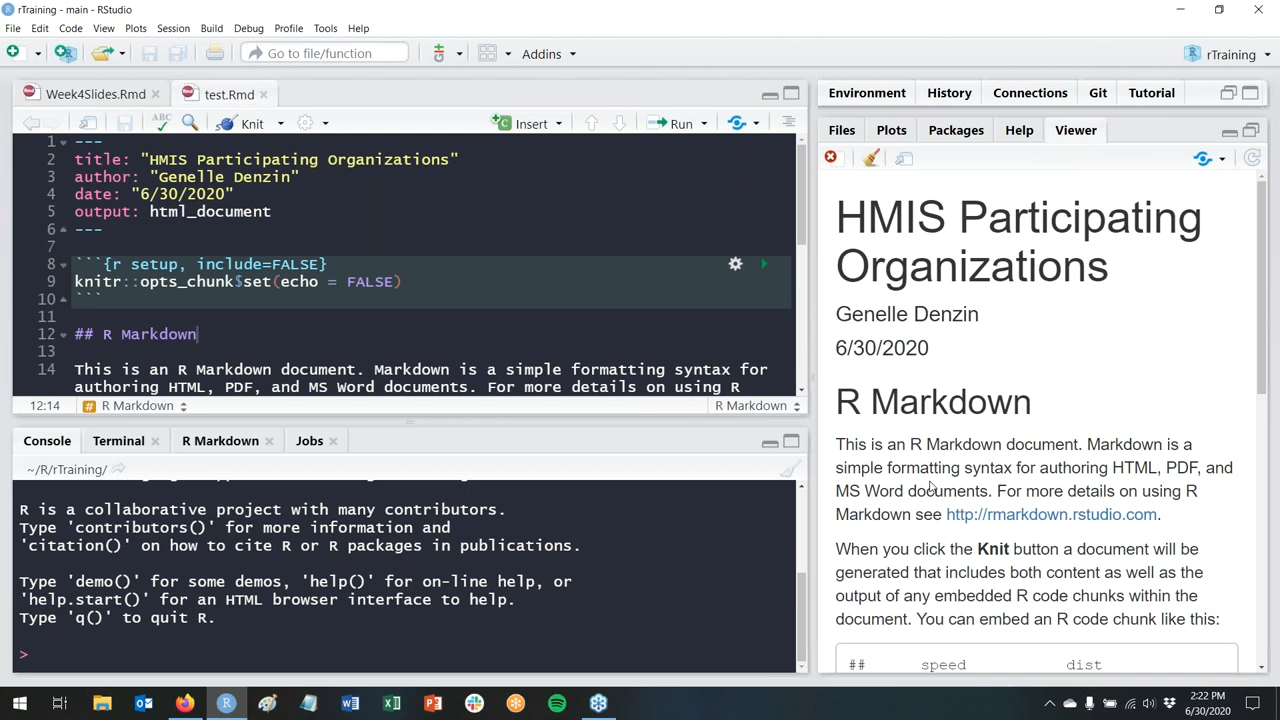 rTraining - main - RStudio
File Edit Code View Plots Session Build Debug Profile Tools Help
Go to file/function
Addins
rTraining
Week4Slides.Rmd
test.Rmd
ABC
Knit
Insert
Run
1 ---
2 title: "HMIS Participating Organizations"
3 author: "Genelle Denzin"
4 date: "6/30/2020"
5 output: html_document
6 ---
7
8 ```{r setup, include=FALSE}
9 knitr::opts_chunk$set(echo = FALSE)
10 ```
11
12 ## R Markdown
13
14 This is an R Markdown document. Markdown is a simple formatting syntax for
authoring HTML, PDF, and MS Word documents. For more details on using R
12:14
R Markdown
R Markdown
Console Terminal R Markdown Jobs
~/R/rTraining/
R is a collaborative project with many contributors.
Type 'contributors()' for more information and
'citation()' on how to cite R or R packages in publications.
Type 'demo()' for some demos, 'help()' for on-line help, or
'help.start()' for an HTML browser interface to help.
Type 'q()' to quit R.
>
Environment History Connections Git Tutorial
Files Plots Packages Help Viewer
HMIS Participating
Organizations
Genelle Denzin
6/30/2020
R Markdown
This is an R Markdown document. Markdown is a
simple formatting syntax for authoring HTML, PDF, and
MS Word documents. For more details on using R
Markdown see http://rmarkdown.rstudio.com.
When you click the Knit button a document will be
generated that includes both content as well as the
output of any embedded R code chunks within the
document. You can embed an R code chunk like this:
## speed dist
2:22 PM
6/30/2020